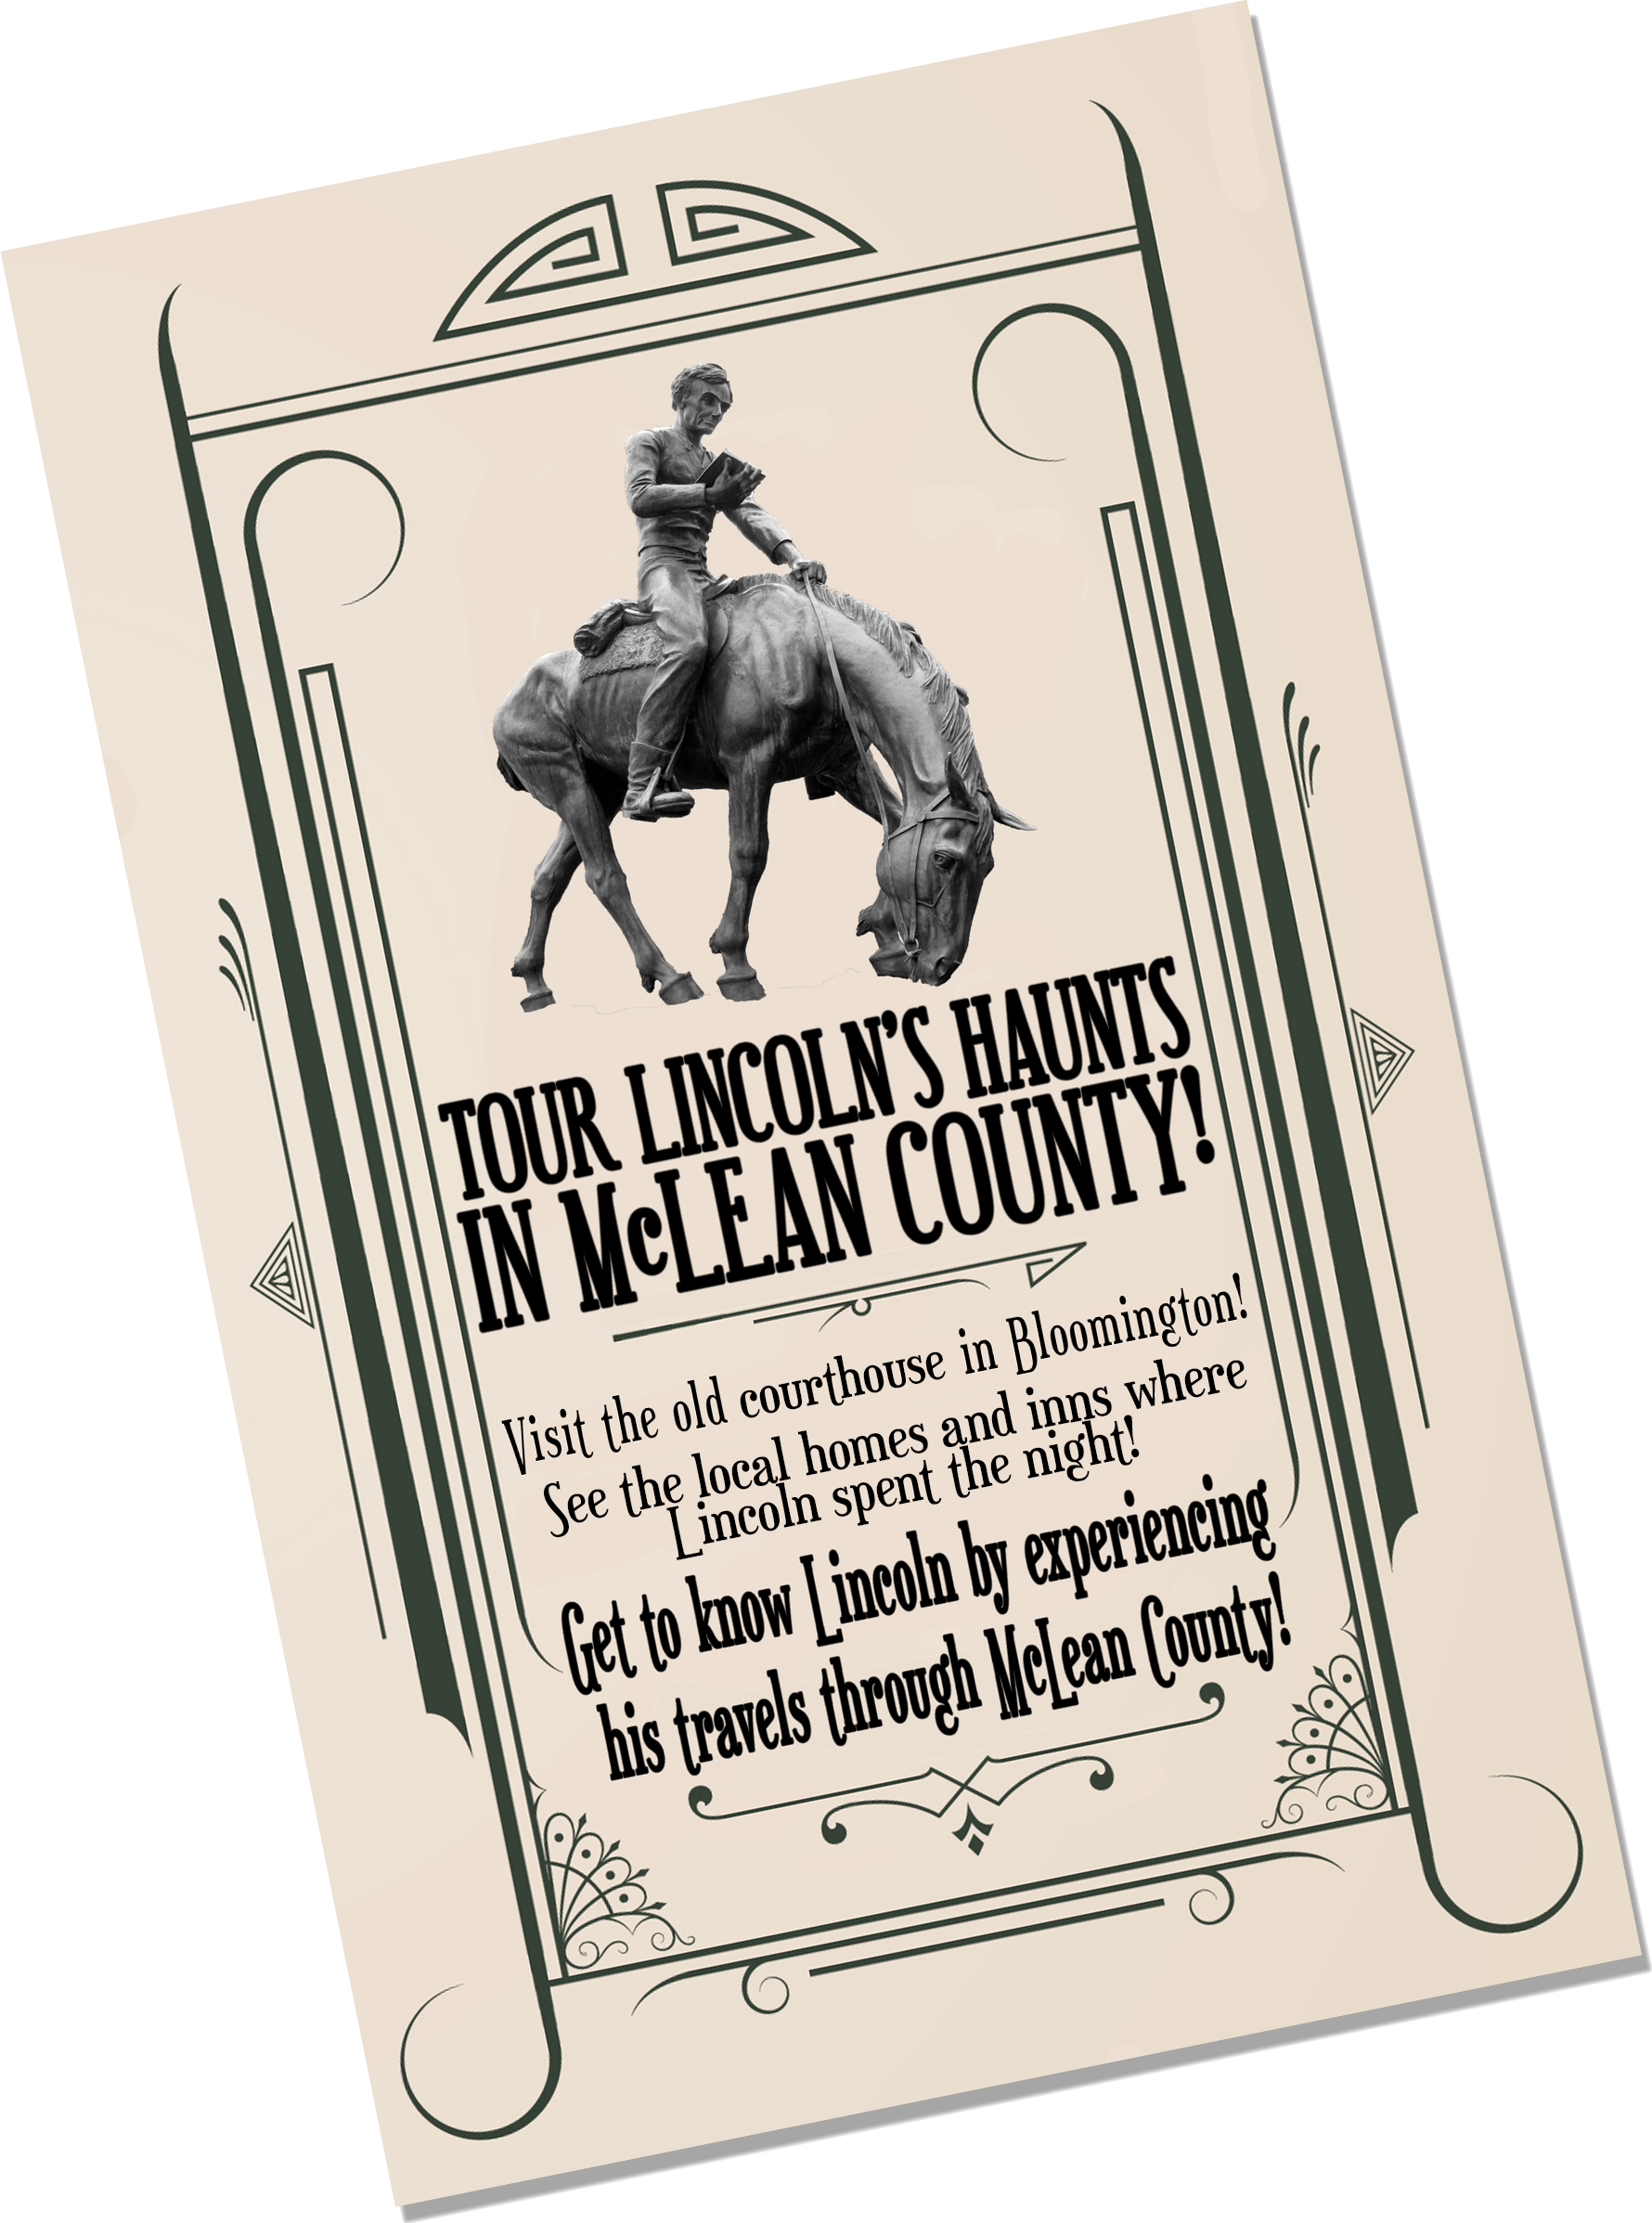 TOUR LINCOLN'S HAUNTS
IN McLEAN COUNTY!
Visit the old courthouse in Bloomington!
See the local homes and inns where
Lincoln spent the night!
Get to know Lincoln by experiencing
his travels through McLean County!